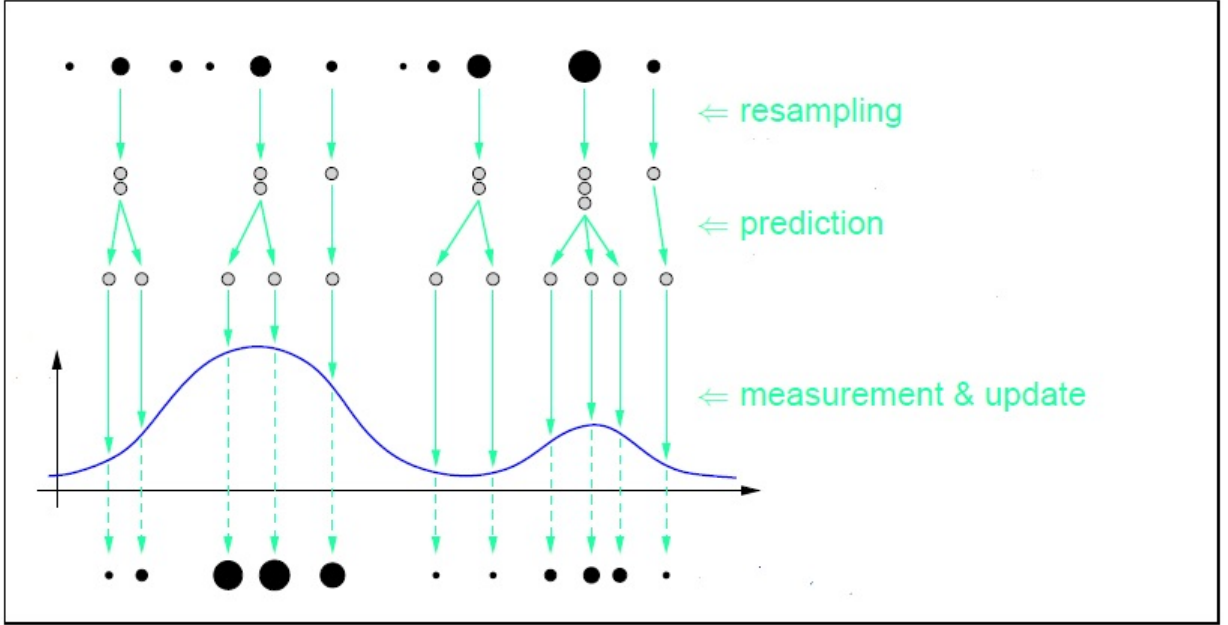 ⇐ resampling
⇐ prediction
⇐ measurement & update